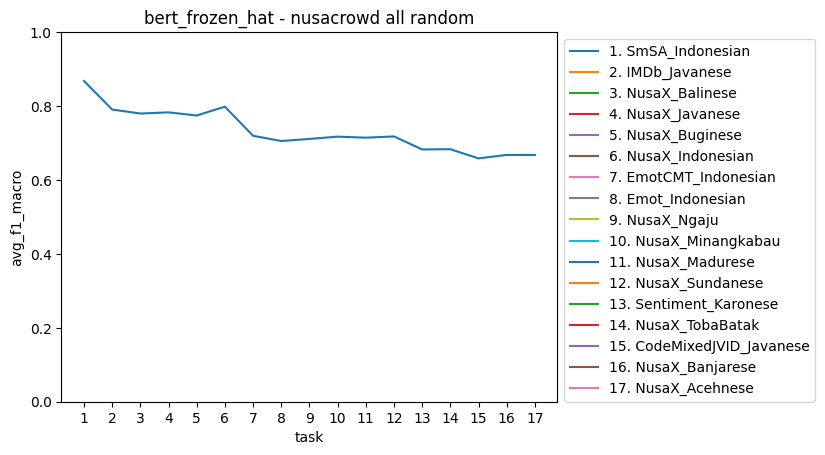 bert_frozen_hat - nusacrowd all random
1.0
0.8
0.6
0.4
0.2
0.0
avg_f1_macro
1 2 3 4 5 6 7 8 9 10 11 12 13 14 15 16 17
task
1. SmSA_Indonesian
2. IMDb_Javanese
3. NusaX_Balinese
4. NusaX_Javanese
5. NusaX_Buginese
6. NusaX_Indonesian
7. EmotCMT_Indonesian
8. Emot_Indonesian
9. NusaX_Ngaju
10. NusaX_Minangkabau
11. NusaX_Madurese
12. NusaX_Sundanese
13. Sentiment_Karonese
14. NusaX_TobaBatak
15. CodeMixedJVID_Javanese
16. NusaX_Banjarese
17. NusaX_Acehnese